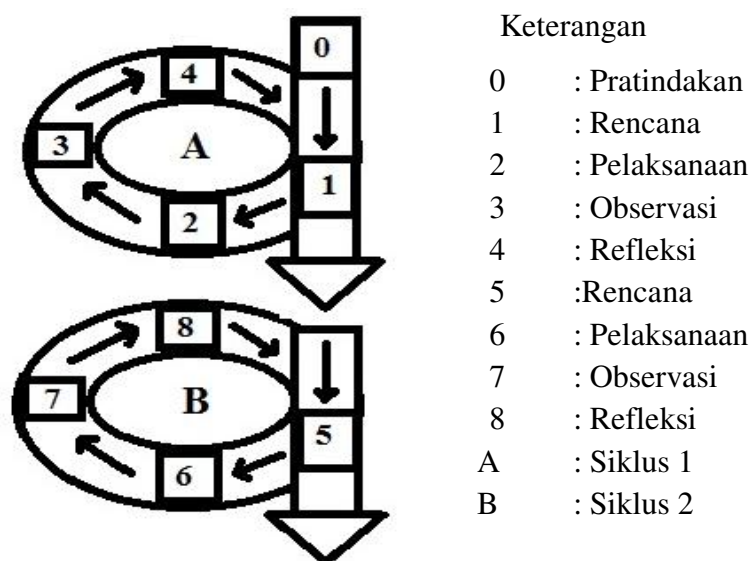 0
4
3
A
1
2
8
7
B
5
6
Keterangan
0 : Pratindakan
1 : Rencana
2 : Pelaksanaan
3 : Observasi
4 : Refleksi
5 :Rencana
6 : Pelaksanaan
7 : Observasi
8 : Refleksi
A : Siklus 1
B : Siklus 2